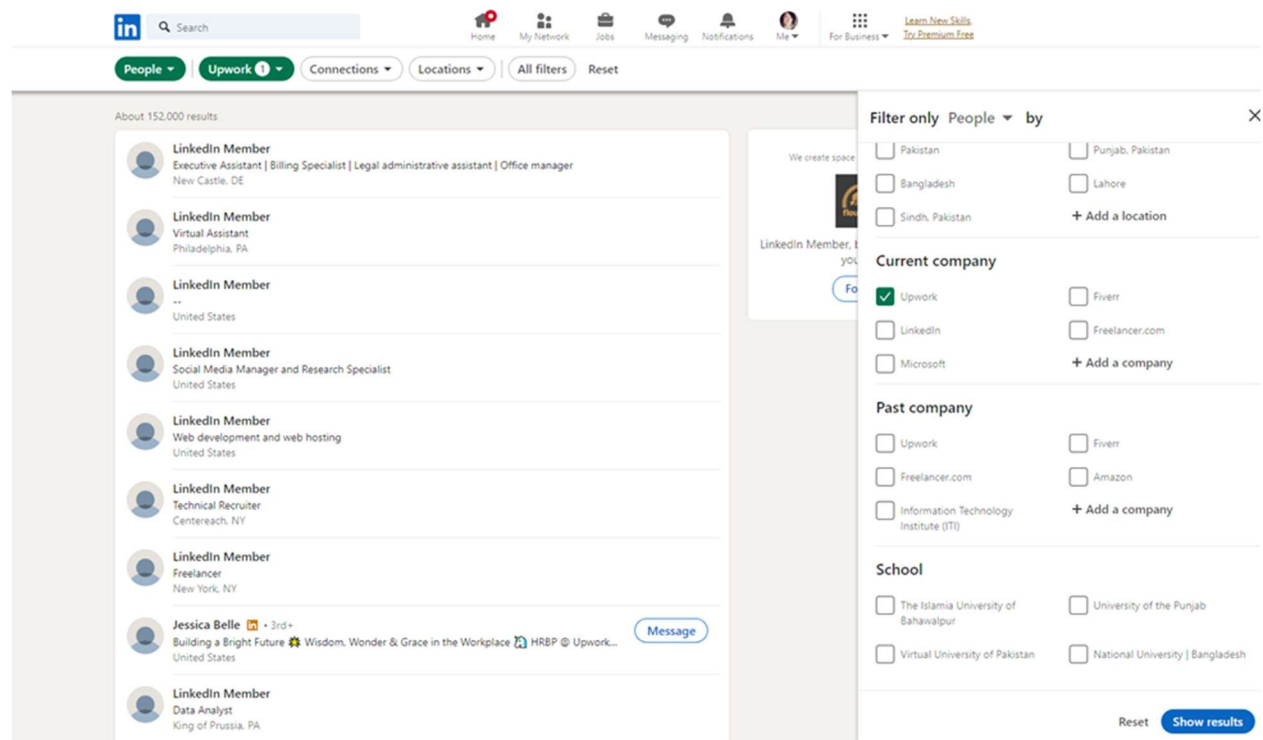 in Search Home My Network Jobs Messaging Notifications Me For Business Learn New Skills, Try Premium Free
People Upwork 1 Connections Locations All filters Reset
About 152,000 results
LinkedIn Member
Executive Assistant | Billing Specialist | Legal administrative assistant | Office manager
New Castle, DE
LinkedIn Member
Virtual Assistant
Philadelphia, PA
LinkedIn Member
--
United States
LinkedIn Member
Social Media Manager and Research Specialist
United States
LinkedIn Member
Web development and web hosting
United States
LinkedIn Member
Technical Recruiter
Centereach, NY
LinkedIn Member
Freelancer
New York, NY
Jessica Belle in • 3rd+
Building a Bright Future Wisdom, Wonder & Grace in the Workplace HRBP @ Upwork...
United States
Message
LinkedIn Member
Data Analyst
King of Prussia, PA
We create space
LinkedIn Member,
Fo
Filter only People by
Pakistan Punjab, Pakistan
Bangladesh Lahore
Sindh, Pakistan + Add a location
Current company
Upwork Fiverr
LinkedIn Freelancer.com
Microsoft + Add a company
Past company
Upwork Fiverr
Freelancer.com Amazon
Information Technology + Add a company
Institute (ITI)
School
The Islamia University of University of the Punjab
Bahawalpur
Virtual University of Pakistan National University | Bangladesh
Reset Show results